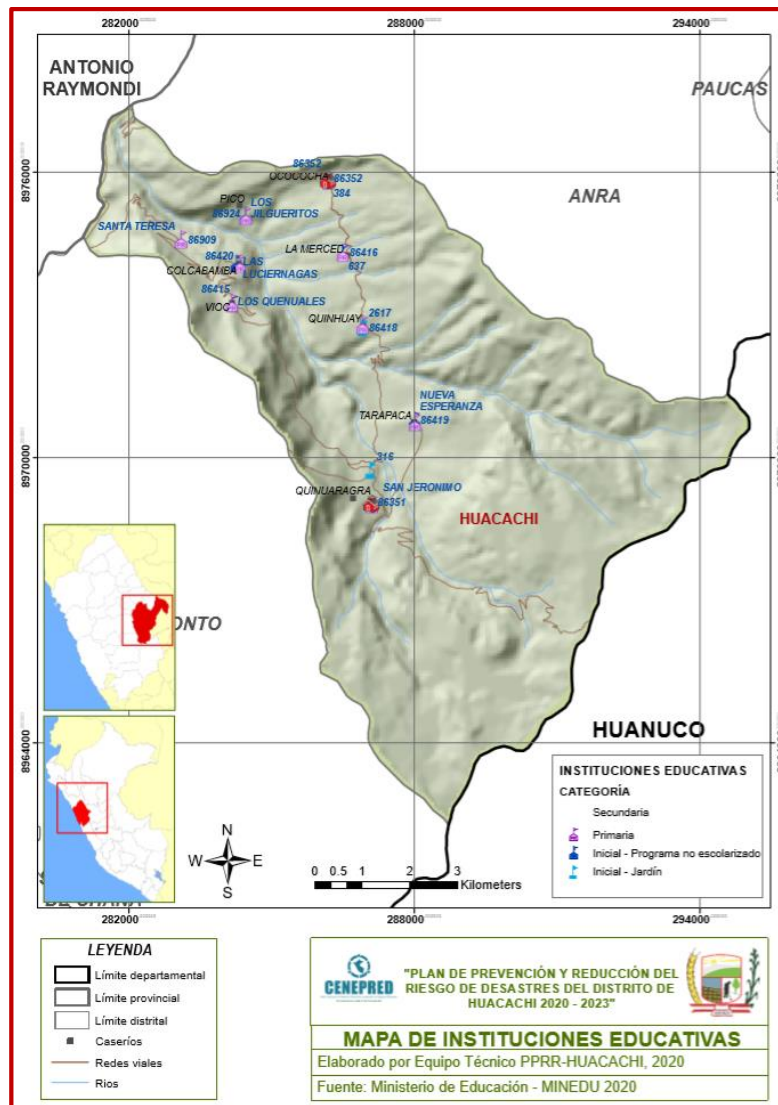 282000 288000 294000
ANTONIO
RAYMONDI
PAUCAS
8976000
8976000
86352
OCOCOCHA
86352
384
ANRA
PICO
LOS
86924 JILGUERITOS
SANTA TERESA
86909
LA MERCED
86416
637
86420 LAS
COLCABAMBA LUCIERNAGAS
86415
LOS QUENUALES
VIOC
2617
QUINHUAY
86418
NUEVA
ESPERANZA
TARAPACA
86419
8970000
316
SAN JERONIMO
QUINUARAGRA
86351
HUACACHI
ONTO
HUANUCO
8964000
INSTITUCIONES EDUCATIVAS
CATEGORÍA
Secundaria
Primaria
Inicial - Programa no escolarizado
Inicial - Jardín
N
W E
S
0 0.5 1 2 3
Kilometers
282000 288000 294000
LEYENDA
Límite departamental
Límite provincial
Límite distrital
Caseríos
Redes viales
Rios
CENEPRED
"PLAN DE PREVENCIÓN Y REDUCCIÓN DEL
RIESGO DE DESASTRES DEL DISTRITO DE
HUACACHI 2020 - 2023"
MAPA DE INSTITUCIONES EDUCATIVAS
Elaborado por Equipo Técnico PPRR-HUACACHI, 2020
Fuente: Ministerio de Educación - MINEDU 2020